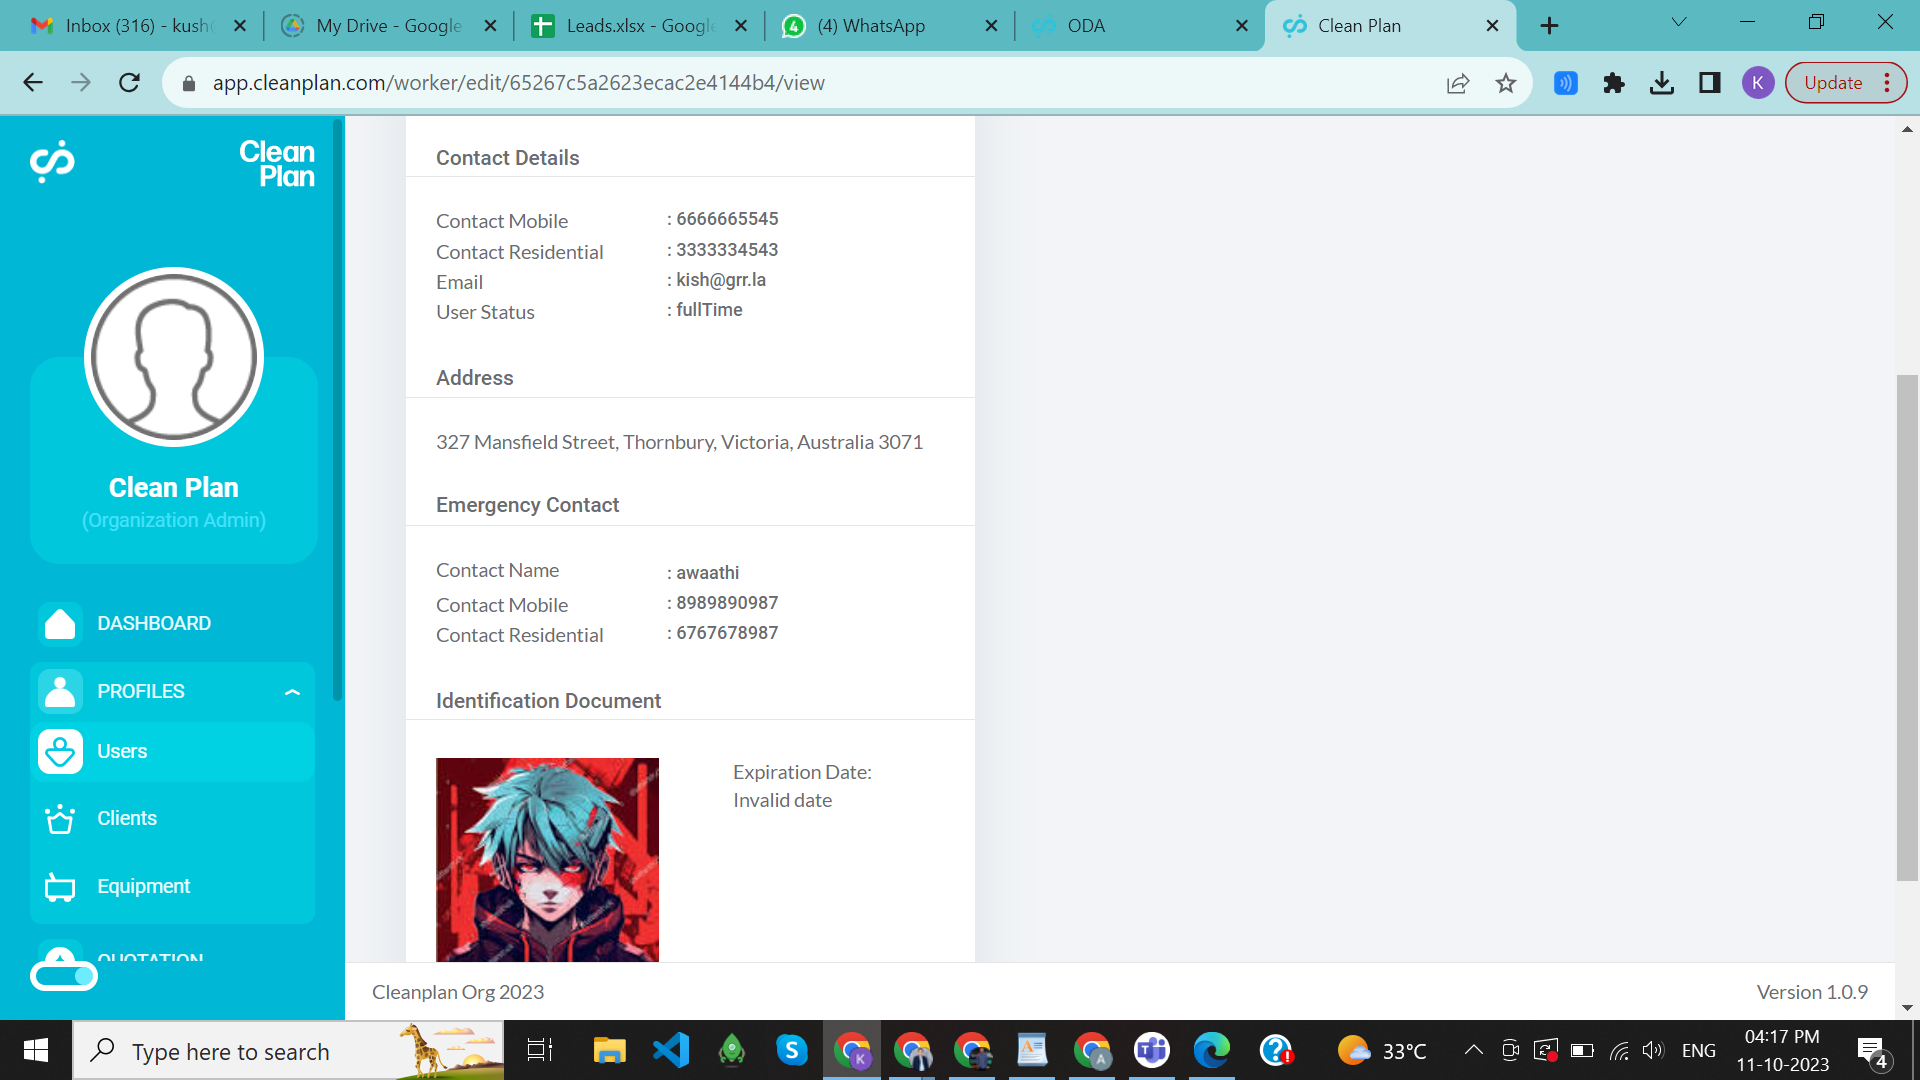 Inbox (316) - kush
My Drive - Google
Leads.xlsx - Google
(4) WhatsApp
ODA
Clean Plan
app.cleanplan.com/worker/edit/65267c5a2623ecac2e4144b4/view
K
Update
Clean
Plan
Clean Plan
(Organization Admin)
DASHBOARD
PROFILES
Users
Clients
Equipment
QUOTATION
Contact Details
Contact Mobile : 6666665545
Contact Residential : 3333334543
Email : kish@grr.la
User Status : fullTime
Address
327 Mansfield Street, Thornbury, Victoria, Australia 3071
Emergency Contact
Contact Name : awaathi
Contact Mobile : 8989890987
Contact Residential : 6767678987
Identification Document
Expiration Date:
Invalid date
Cleanplan Org 2023
Version 1.0.9
Type here to search
33°C
ENG
04:17 PM
11-10-2023
4